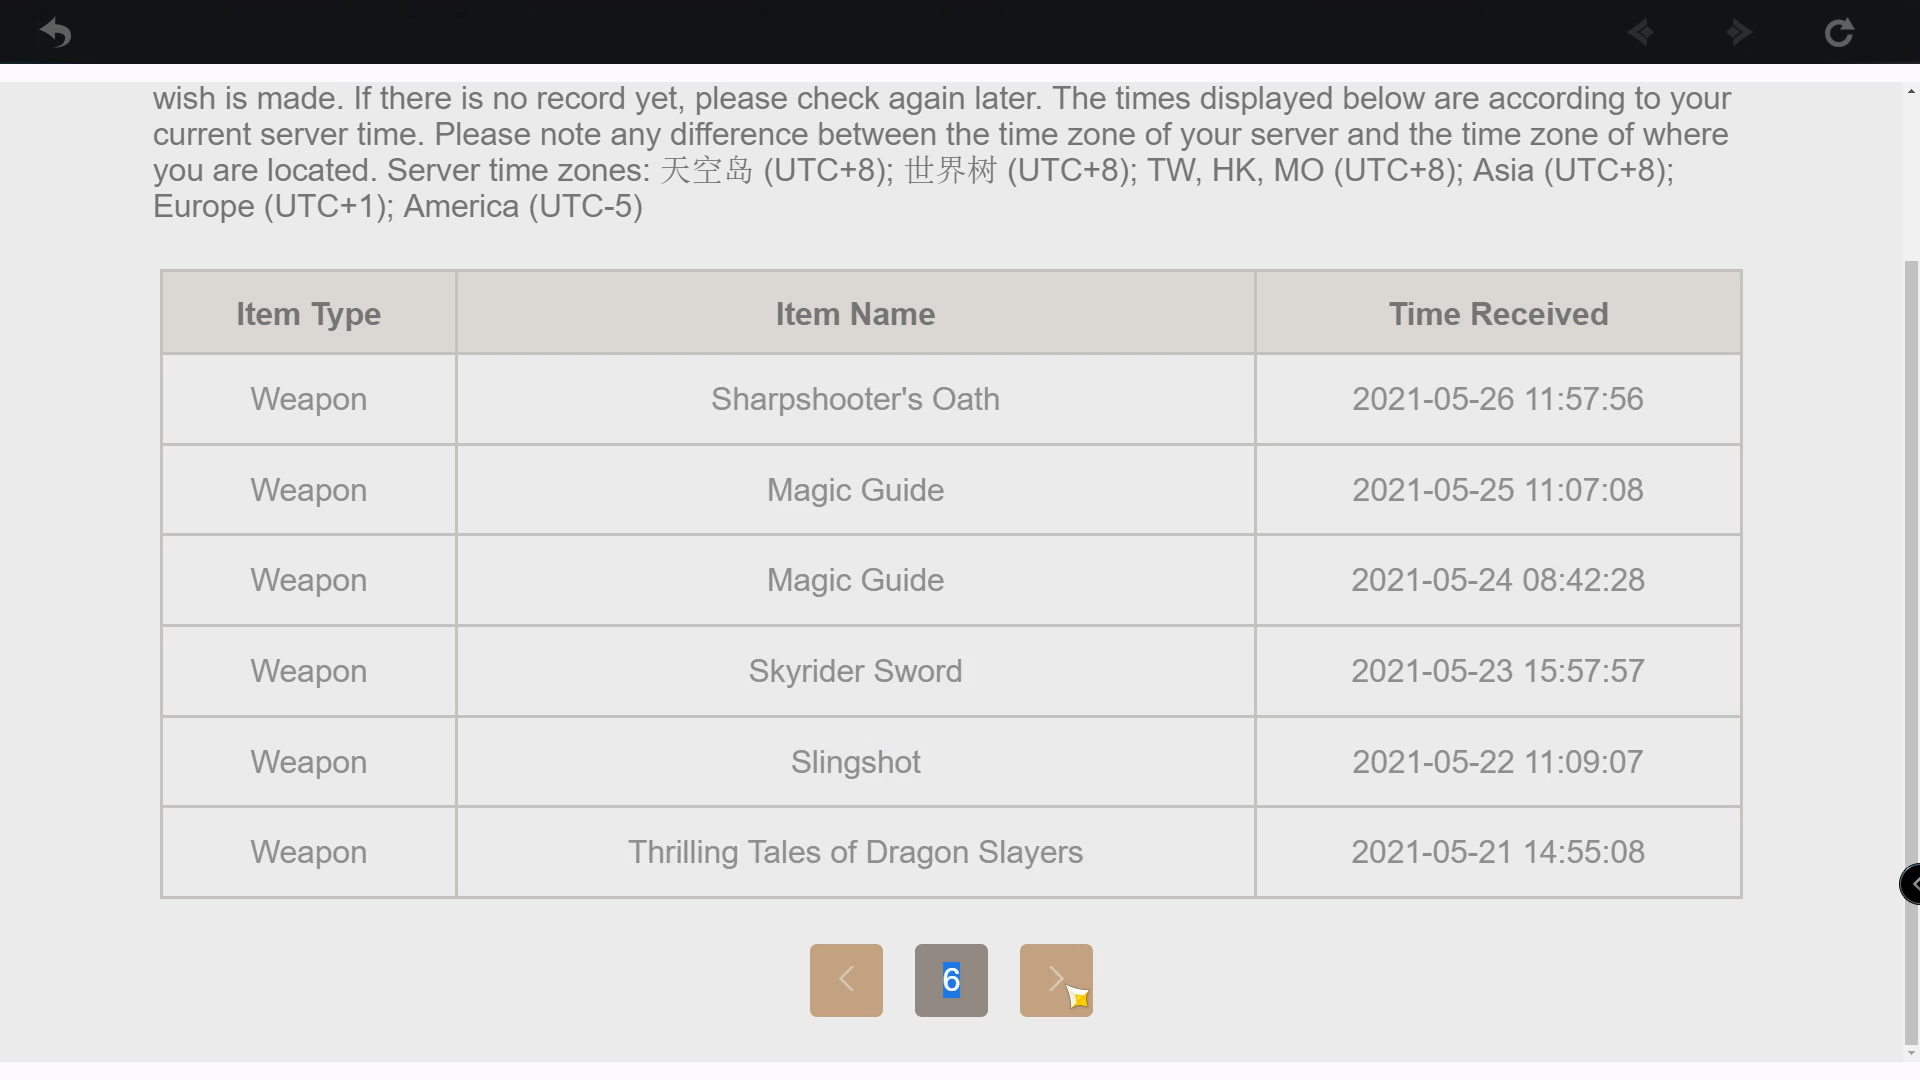 wish is made. If there is no record yet, please check again later. The times displayed below are according to your
current server time. Please note any difference between the time zone of your server and the time zone of where
you are located. Server time zones: 天空岛 (UTC+8); 世界树 (UTC+8); TW, HK, MO (UTC+8); Asia (UTC+8);
Europe (UTC+1); America (UTC-5)
Item Type Item Name Time Received
Weapon Sharpshooter's Oath 2021-05-26 11:57:56
Weapon Magic Guide 2021-05-25 11:07:08
Weapon Magic Guide 2021-05-24 08:42:28
Weapon Skyrider Sword 2021-05-23 15:57:57
Weapon Slingshot 2021-05-22 11:09:07
Weapon Thrilling Tales of Dragon Slayers 2021-05-21 14:55:08
6